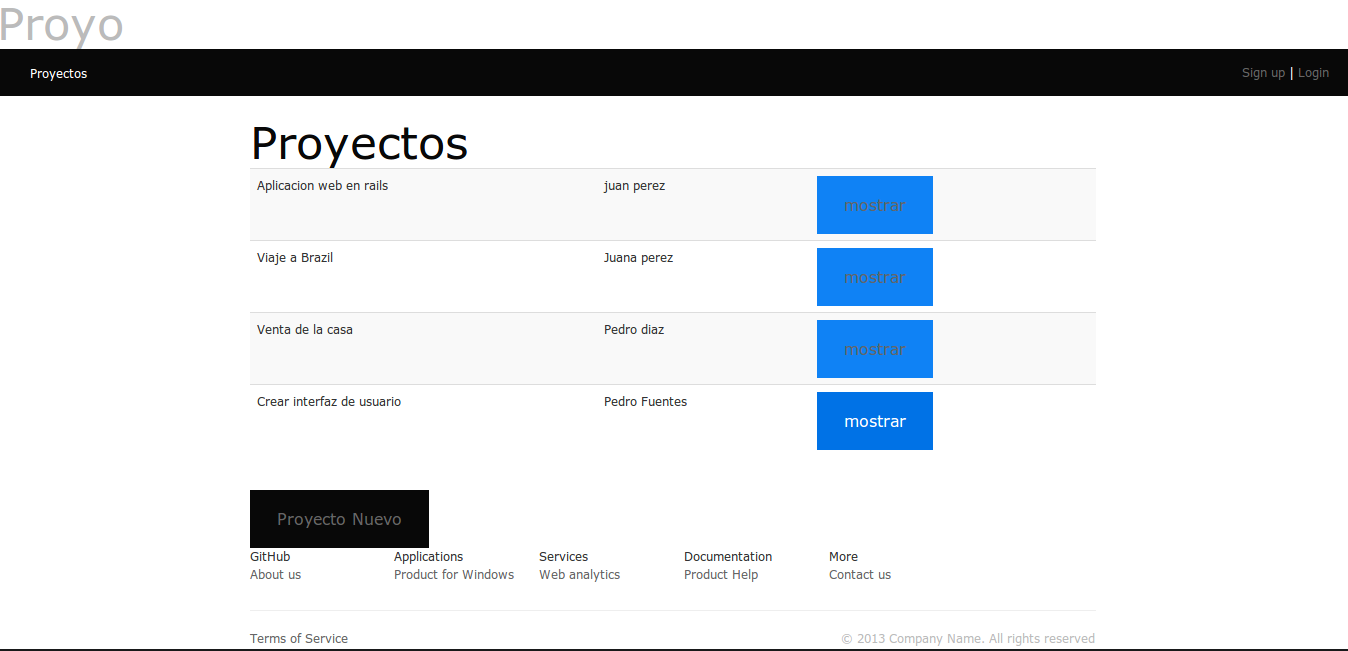 Proyo
Proyectos Sign up | Login
Proyectos
Aplicacion web en rails juan perez mostrar
Viaje a Brazil Juana perez mostrar
Venta de la casa Pedro diaz mostrar
Crear interfaz de usuario Pedro Fuentes mostrar
Proyecto Nuevo
GitHub Applications Services Documentation More
About us Product for Windows Web analytics Product Help Contact us
Terms of Service © 2013 Company Name. All rights reserved